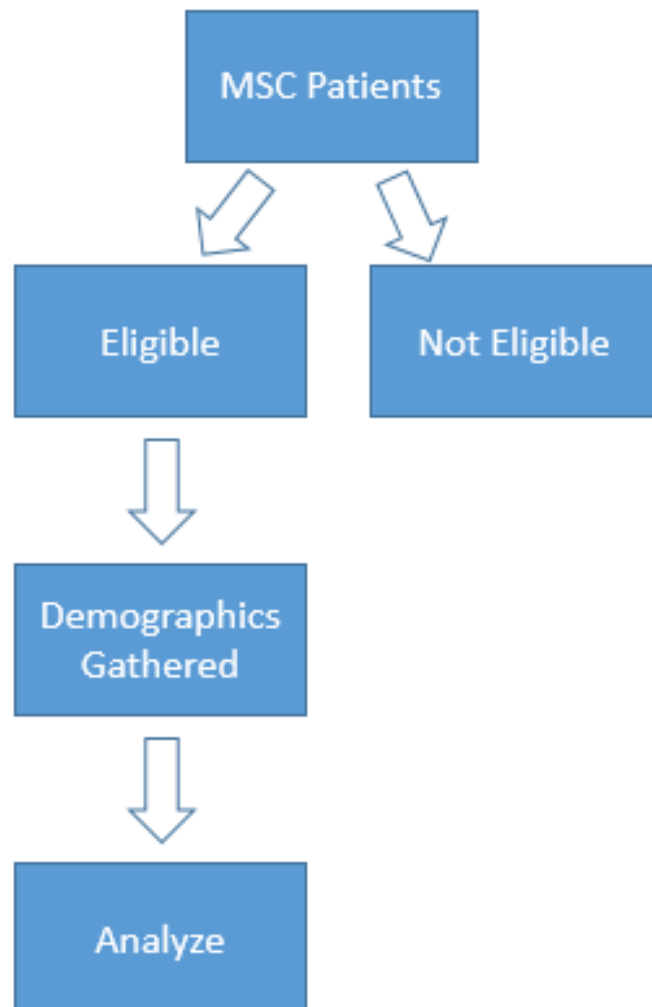 MSC Patients
Eligible
Not Eligible
Demographics
Gathered
Analyze